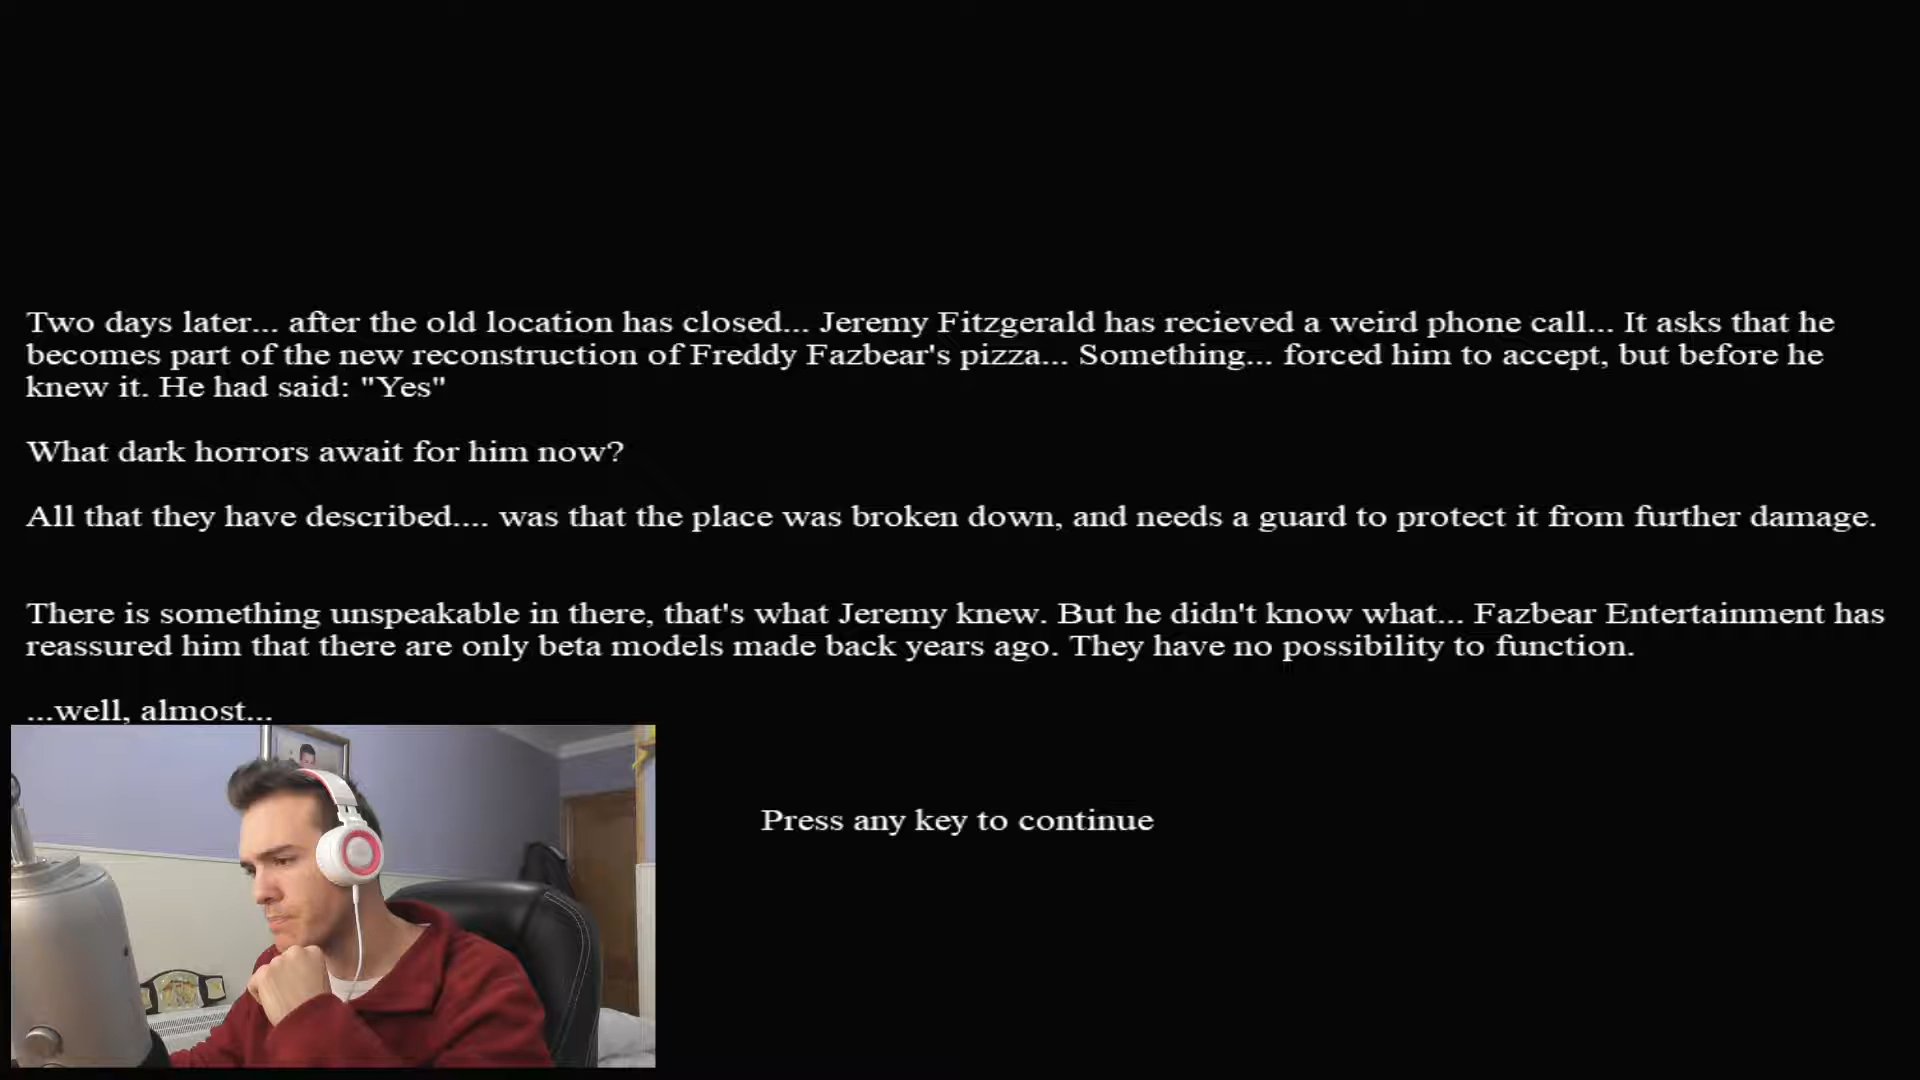 Two days later... after the old location has closed... Jeremy Fitzgerald has recieved a weird phone call... It asks that he
becomes part of the new reconstruction of Freddy Fazbear's pizza... Something... forced him to accept, but before he
knew it. He had said: "Yes"
What dark horrors await for him now?
All that they have described.... was that the place was broken down, and needs a guard to protect it from further damage.
There is something unspeakable in there, that's what Jeremy knew. But he didn't know what... Fazbear Entertainment has
reassured him that there are only beta models made back years ago. They have no possibility to function.
...well, almost...
Press any key to continue